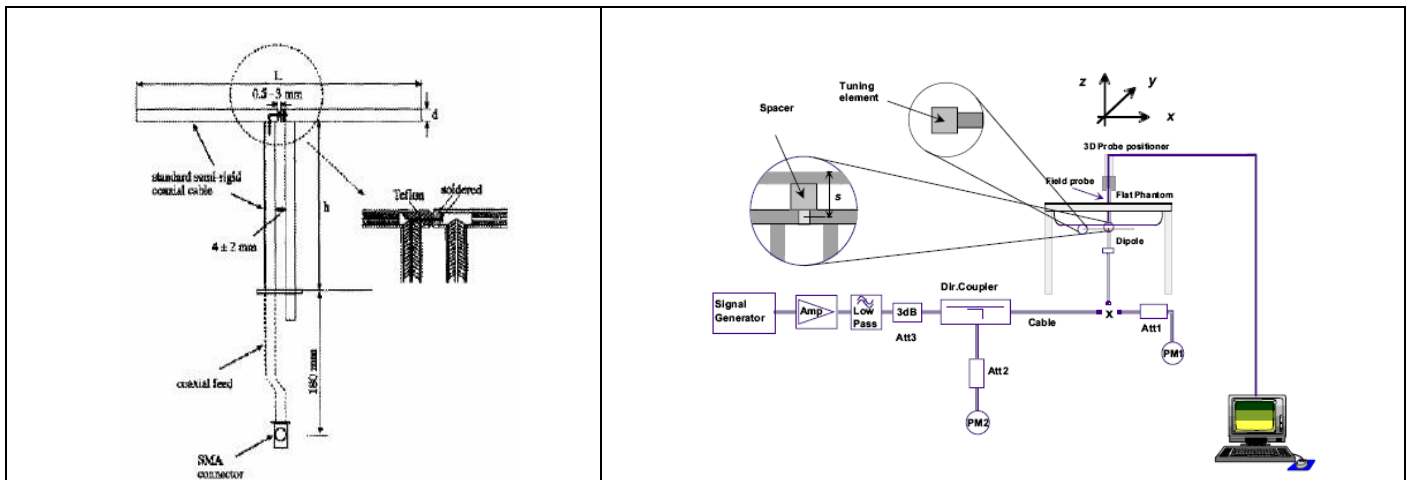 L
0.5-3 mm
d
standard semi-rigid
coaxial cable
Teflon
soldered
h
4 ± 2 mm
coaxial feed
180 mm
SMA
connector
Tuning
element
Spacer
s
z
y
x
3D Probe positioner
Field probe
Flat Phantom
Dipole
Signal
Generator
Amp
Low
Pass
3dB
Att3
Dir.Coupler
Cable
X
Att1
PM1
Att2
PM2